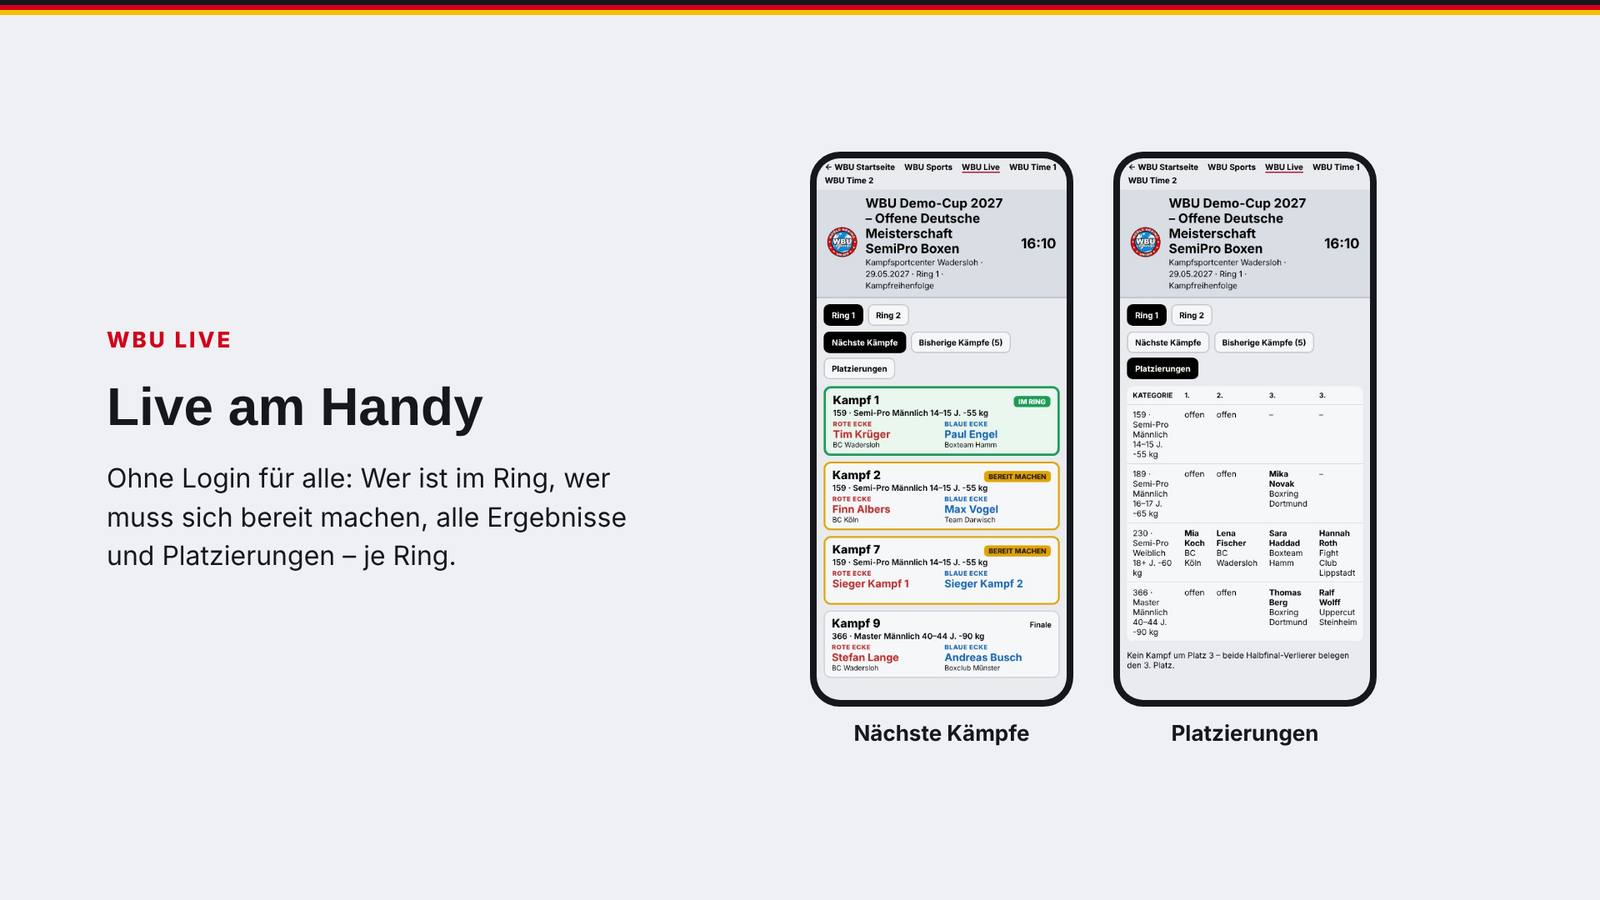 WBU LIVE
Live am Handy
Ohne Login für alle: Wer ist im Ring, wer
muss sich bereit machen, alle Ergebnisse
und Platzierungen – je Ring.
← WBU Startseite WBU Sports WBU Live WBU Time 1
WBU Time 2
WBU
WBU Demo-Cup 2027
– Offene Deutsche
Meisterschaft
SemiPro Boxen
16:10
Kampfsportcenter Wadersloh ·
29.05.2027 · Ring 1 ·
Kampfreihenfolge
Ring 1 Ring 2
Nächste Kämpfe Bisherige Kämpfe (5)
Platzierungen
Kampf 1 IM RING
159 · Semi-Pro Männlich 14–15 J. -55 kg
ROTE ECKE BLAUE ECKE
Tim Krüger Paul Engel
BC Wadersloh Boxteam Hamm
Kampf 2 BEREIT MACHEN
159 · Semi-Pro Männlich 14–15 J. -55 kg
ROTE ECKE BLAUE ECKE
Finn Albers Max Vogel
BC Köln Team Darwisch
Kampf 7 BEREIT MACHEN
159 · Semi-Pro Männlich 14–15 J. -55 kg
ROTE ECKE BLAUE ECKE
Sieger Kampf 1 Sieger Kampf 2
Kampf 9 Finale
366 · Master Männlich 40–44 J. -90 kg
ROTE ECKE BLAUE ECKE
Stefan Lange Andreas Busch
BC Wadersloh Boxclub Münster
Nächste Kämpfe
← WBU Startseite WBU Sports WBU Live WBU Time 1
WBU Time 2
WBU
WBU Demo-Cup 2027
– Offene Deutsche
Meisterschaft
SemiPro Boxen
16:10
Kampfsportcenter Wadersloh ·
29.05.2027 · Ring 1 ·
Kampfreihenfolge
Ring 1 Ring 2
Nächste Kämpfe Bisherige Kämpfe (5)
Platzierungen
KATEGORIE 1. 2. 3. 3.
159 · offen offen – –
Semi-Pro
Männlich
14–15 J.
-55 kg
189 · offen offen Mika –
Semi-Pro Novak
Männlich Boxring
16–17 J. Dortmund
-65 kg
230 · Mia Lena Sara Hannah
Semi-Pro Koch Fischer Haddad Roth
Weiblich BC BC Boxteam Fight
18+ J. -60 Köln Wadersloh Hamm Club
kg Lippstadt
366 · offen offen Thomas Ralf
Master Berg Wolff
Männlich Boxring Uppercut
40–44 J. Dortmund Steinheim
-90 kg
Kein Kampf um Platz 3 – beide Halbfinal-Verlierer belegen
den 3. Platz.
Platzierungen